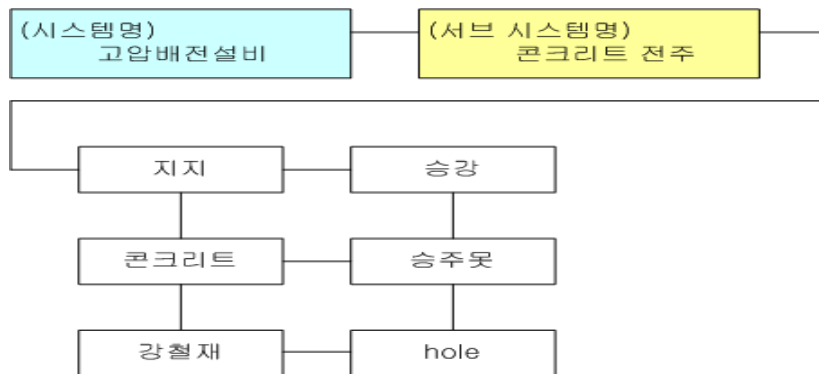 (시스템명)
고압배전설비
(서브 시스템명)
콘크리트 전주
지지
승강
콘크리트
승주못
강철재
hole